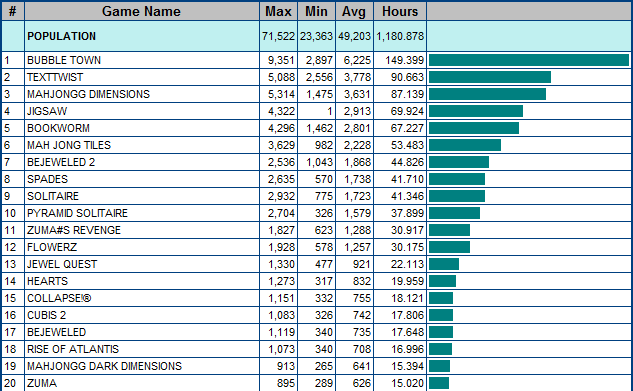 # Game Name Max Min Avg Hours
POPULATION 71,522 23,363 49,203 1,180.878
1 BUBBLE TOWN 9,351 2,897 6,225 149.399
2 TEXTTWIST 5,088 2,556 3,778 90.663
3 MAHJONGG DIMENSIONS 5,314 1,475 3,631 87.139
4 JIGSAW 4,322 1 2,913 69.924
5 BOOKWORM 4,296 1,462 2,801 67.227
6 MAH JONG TILES 3,629 982 2,228 53.483
7 BEJEWELED 2 2,536 1,043 1,868 44.826
8 SPADES 2,635 570 1,738 41.710
9 SOLITAIRE 2,932 775 1,723 41.346
10 PYRAMID SOLITAIRE 2,704 326 1,579 37.899
11 ZUMA#S REVENGE 1,827 623 1,288 30.917
12 FLOWERZ 1,928 578 1,257 30.175
13 JEWEL QUEST 1,330 477 921 22.113
14 HEARTS 1,273 317 832 19.959
15 COLLAPSE!® 1,151 332 755 18.121
16 CUBIS 2 1,083 326 742 17.806
17 BEJEWELED 1,119 340 735 17.648
18 RISE OF ATLANTIS 1,073 340 708 16.996
19 MAHJONGG DARK DIMENSIONS 913 265 641 15.394
20 ZUMA 895 289 626 15.020